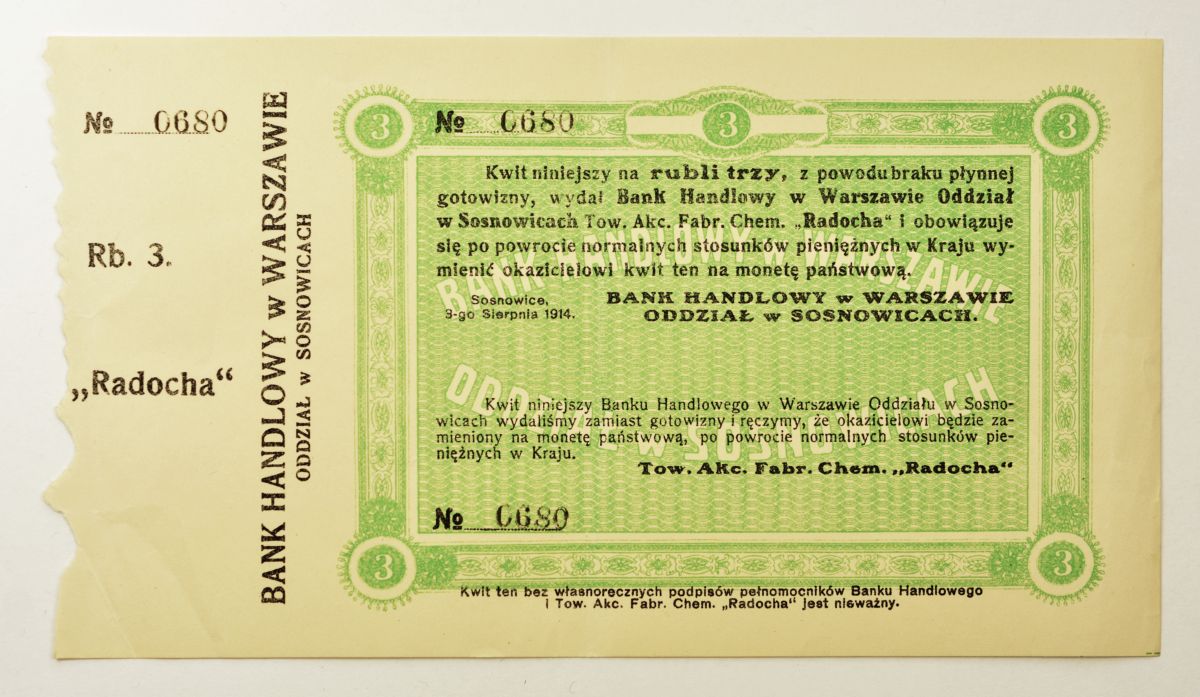 № 0680
Rb. 3.
„Radocha“
BANK HANDLOWY w WARSZAWIE
ODDZIAŁ w SOSNOWICACH
3
3
3
№ 0680
Kwit niniejszy na rubli trzy, z powodu braku płynnej
gotowizny, wydał Bank Handlowy w Warszawie Oddział
w Sosnowicach Tow. Akc. Fabr. Chem. „Radocha“ i obowiązuje
się po powrocie normalnych stosunków pieniężnych w Kraju wy-
mienić okazicielowi kwit ten na monetę państwową.
BANK HANDLOWY w WARSZAWIE
Sosnowice,
3-go Sierpnia 1914.
BANK HANDLOWY w WARSZAWIE
ODDZIAŁ w SOSNOWICACH.
ODDZIAŁ w SOSNOWICACH
Kwit niniejszy Banku Handlowego w Warszawie Oddziału w Sosno-
wicach wydaliśmy zamiast gotowizny i ręczymy, że okazicielowi będzie za-
mieniony na monetę państwową, po powrocie normalnych stosunków pie-
niężnych w Kraju.
Tow. Akc. Fabr. Chem. „Radocha“
№ 0680
3
3
Kwit ten bez własnoręcznych podpisów pełnomocników Banku Handlowego
i Tow. Akc. Fabr. Chem. „Radocha“ jest nieważny.